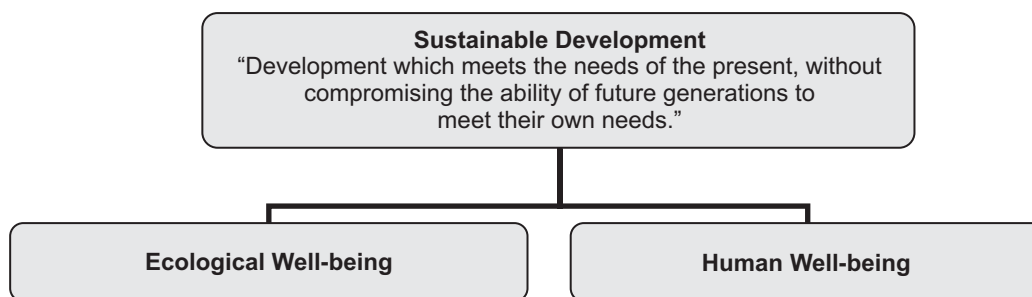 Sustainable Development
“Development which meets the needs of the present, without
compromising the ability of future generations to
meet their own needs.”
Ecological Well-being
Human Well-being